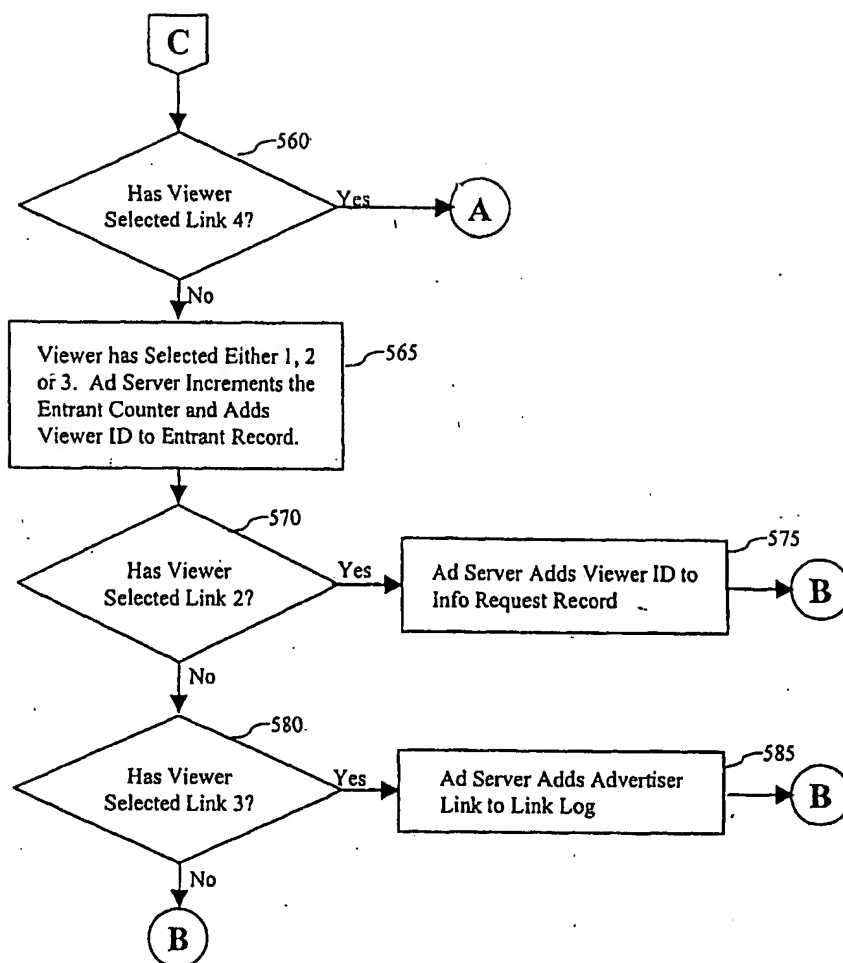 C
560
Has Viewer
Selected Link 4?
Yes
A
No
Viewer has Selected Either 1, 2
or 3. Ad Server Increments the
Entrant Counter and Adds
Viewer ID to Entrant Record.
565
570
Has Viewer
Selected Link 2?
Yes
Ad Server Adds Viewer ID to
Info Request Record
575
B
No
580
Has Viewer
Selected Link 3?
Yes
Ad Server Adds Advertiser
Link to Link Log
585
B
No
B